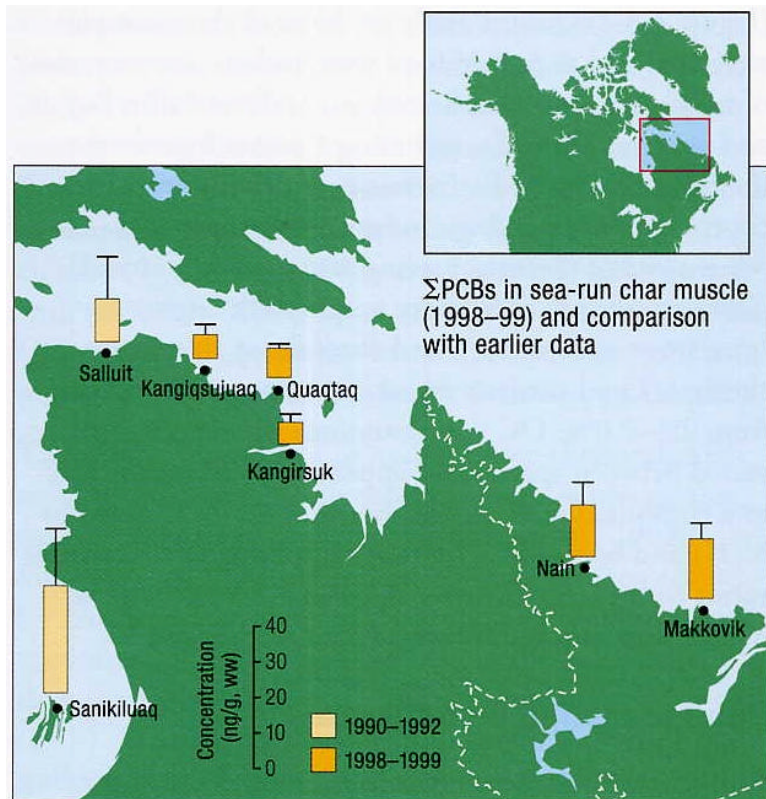 ΣPCBs in sea-run char muscle
(1998–99) and comparison
with earlier data
Salluit
Kangiqsujuaq
Quaqtaq
Kangirsuk
Nain
Makkovik
Sanikiluaq
Concentration
(ng/g, ww)
40
30
20
10
0
1990–1992
1998–1999